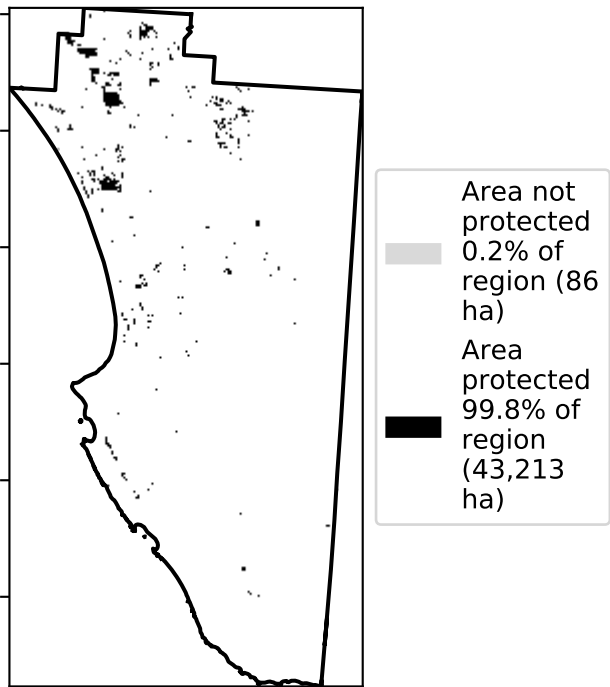 Area not
protected
0.2% of
region (86
ha)
Area
protected
99.8% of
region
(43,213
ha)